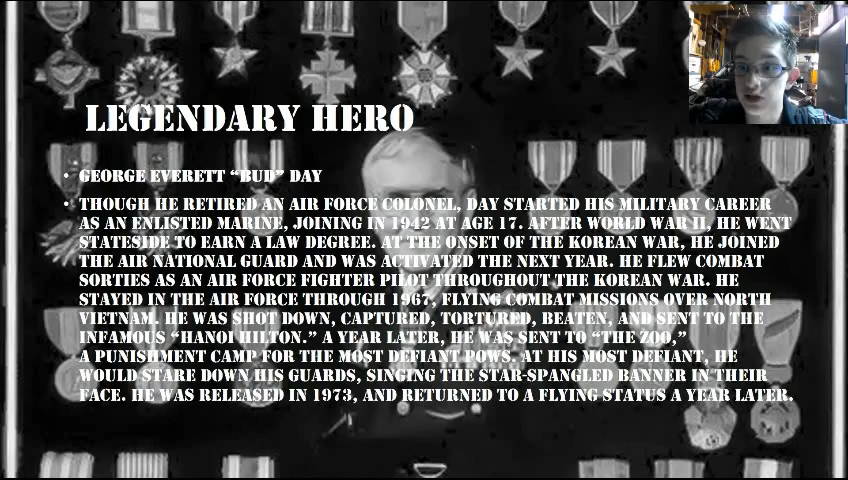 LEGENDARY HERO
• GEORGE EVERETT “BUD” DAY
• THOUGH HE RETIRED AN AIR FORCE COLONEL, DAY STARTED HIS MILITARY CAREER
AS AN ENLISTED MARINE, JOINING IN 1942 AT AGE 17. AFTER WORLD WAR II, HE WENT
STATESIDE TO EARN A LAW DEGREE. AT THE ONSET OF THE KOREAN WAR, HE JOINED
THE AIR NATIONAL GUARD AND WAS ACTIVATED THE NEXT YEAR. HE FLEW COMBAT
SORTIES AS AN AIR FORCE FIGHTER PILOT THROUGHOUT THE KOREAN WAR. HE
STAYED IN THE AIR FORCE THROUGH 1967, FLYING COMBAT MISSIONS OVER NORTH
VIETNAM. HE WAS SHOT DOWN, CAPTURED, TORTURED, BEATEN, AND SENT TO THE
INFAMOUS “HANOI HILTON.” A YEAR LATER, HE WAS SENT TO “THE ZOO,”
A PUNISHMENT CAMP FOR THE MOST DEFIANT POWS. AT HIS MOST DEFIANT, HE
WOULD STARE DOWN HIS GUARDS, SINGING THE STAR-SPANGLED BANNER IN THEIR
FACE. HE WAS RELEASED IN 1973, AND RETURNED TO A FLYING STATUS A YEAR LATER.